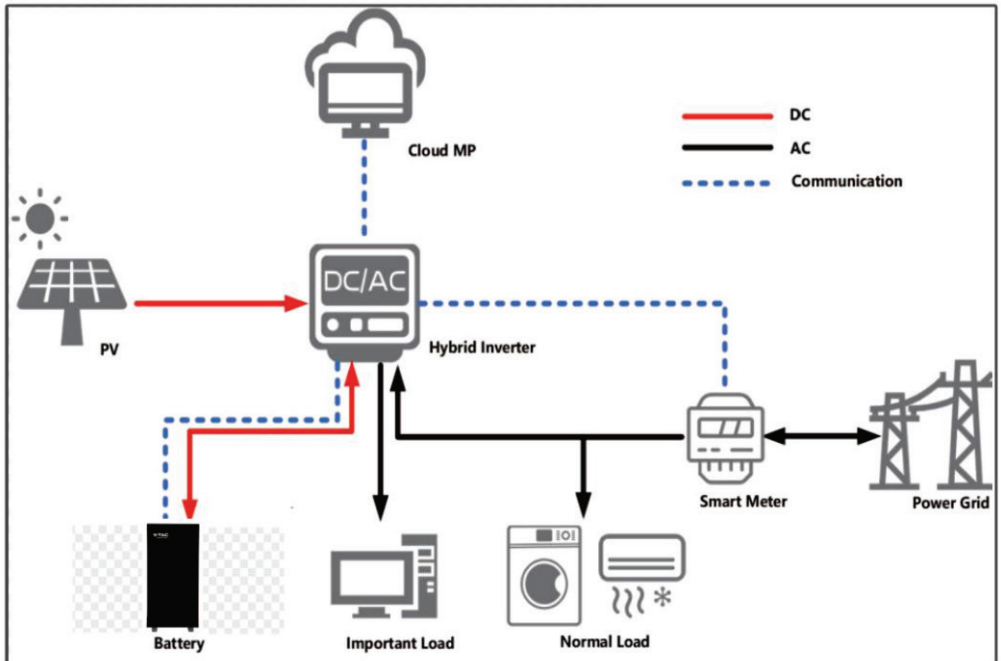 Cloud MP
DC
AC
Communication
DC/AC
PV
Hybrid Inverter
Smart Meter
Power Grid
V-TAC
Battery
Important Load
Normal Load